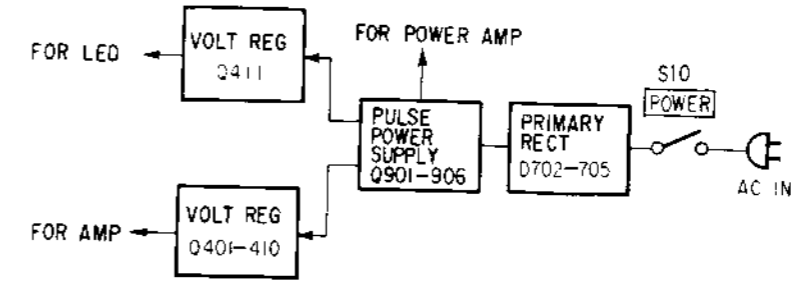 FOR LED
VOLT REG
Q411
FOR POWER AMP
S10
POWER
PULSE
POWER
SUPPLY
Q901-906
PRIMARY
RECT
D702-705
AC IN
FOR AMP
VOLT REG
Q401-410